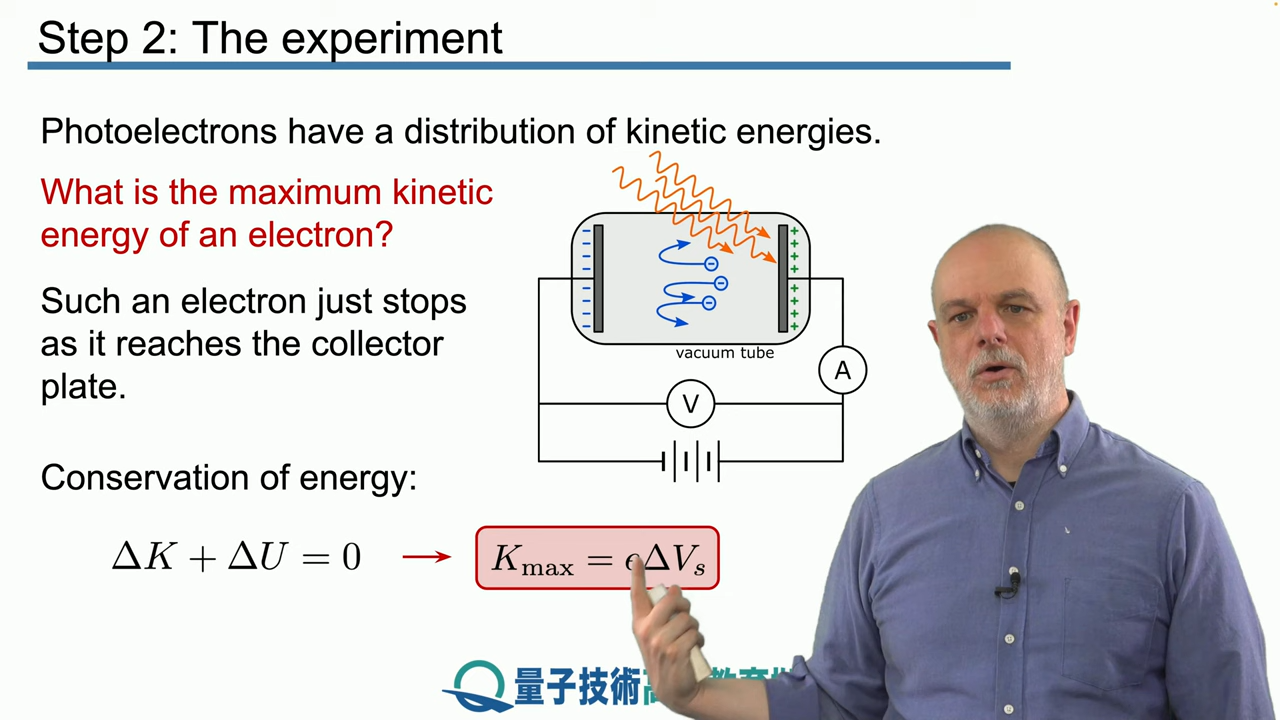 Step 2: The experiment
Photoelectrons have a distribution of kinetic energies.
What is the maximum kinetic
energy of an electron?
Such an electron just stops
as it reaches the collector
plate.
vacuum tube
A
V
Conservation of energy:
ΔK + ΔU = 0 → K_max = eΔV_s
量子技術 教育